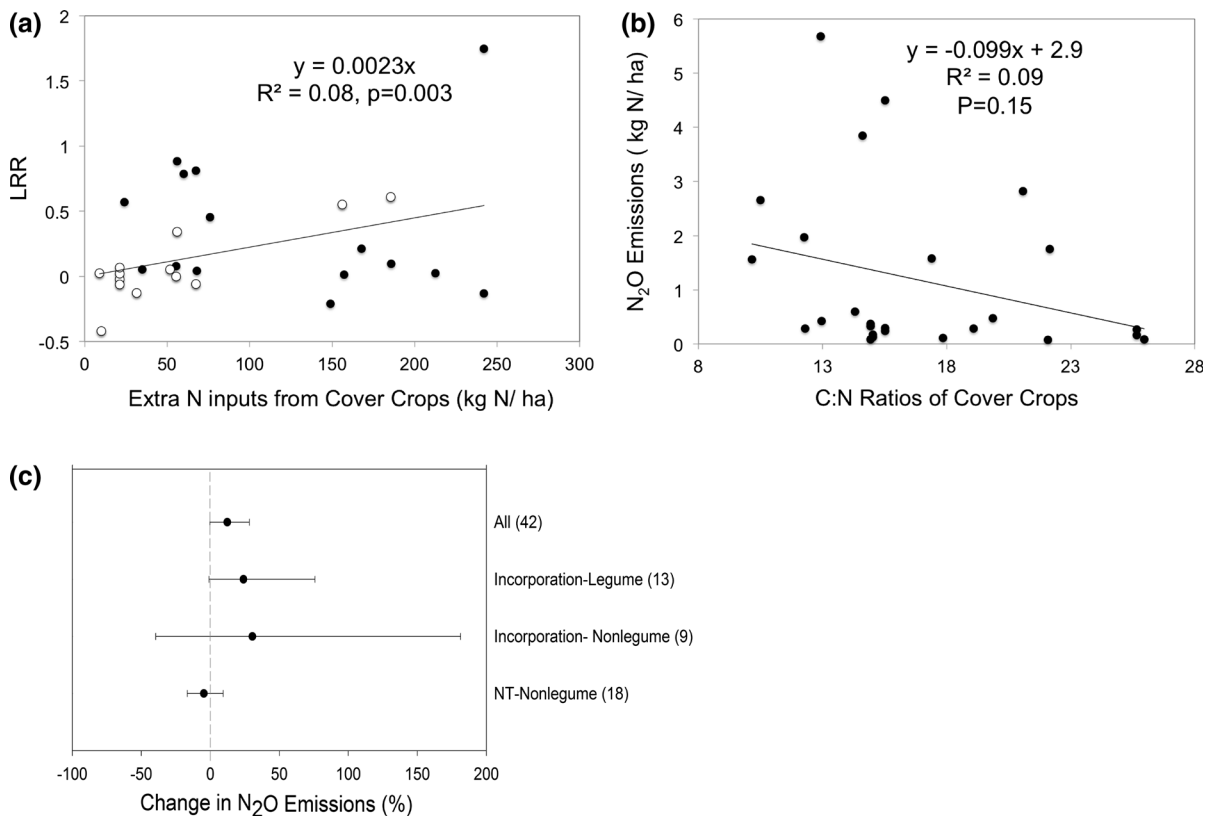 (a)
2
1.5
1
0.5
0
-0.5
LRR
y = 0.0023x
R² = 0.08, p=0.003
0 50 100 150 200 250 300
Extra N inputs from Cover Crops (kg N/ ha)
(b)
6
5
4
3
2
1
0
N₂O Emissions ( kg N/ ha)
y = -0.099x + 2.9
R² = 0.09
P=0.15
8 13 18 23 28
C:N Ratios of Cover Crops
(c)
All (42)
Incorporation-Legume (13)
Incorporation- Nonlegume (9)
NT-Nonlegume (18)
-100 -50 0 50 100 150 200
Change in N₂O Emissions (%)